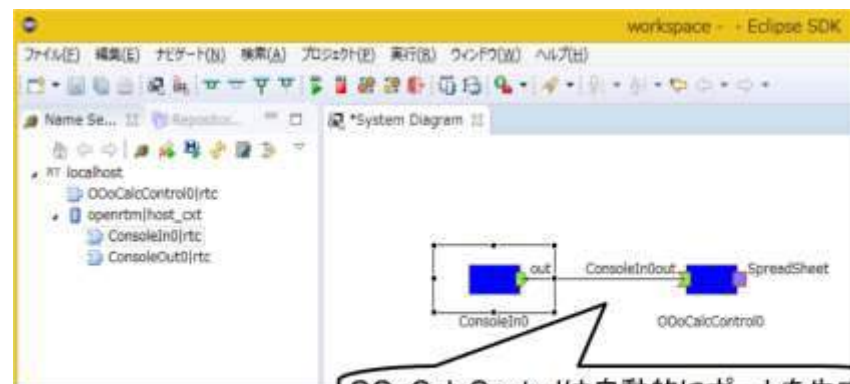 workspace - - Eclipse SDK
ファイル(F) 編集(E) ナビゲート(N) 検索(A) プロジェクト(P) 実行(R) ウィンドウ(W) ヘルプ(H)
Name Se...
Repositor...
*System Diagram
RT localhost
OOoCalcControl0|rtc
openrtm|host_cxt
ConsoleIn0|rtc
ConsoleOut0|rtc
out
ConsoleIn0out
SpreadSheet
ConsoleIn0
OOoCalcControl0